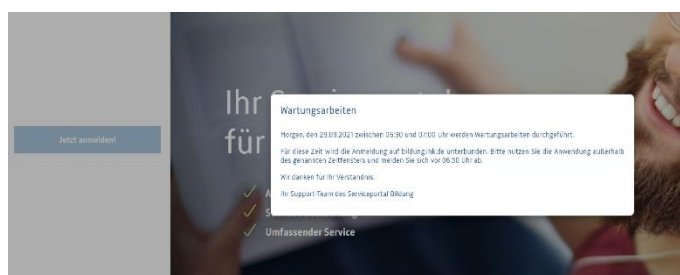 Jetzt anmelden!
Ihr
für
Wartungsarbeiten
Morgen, den 29.09.2021 zwischen 06:30 und 07:00 Uhr werden Wartungsarbeiten durchgeführt.
Für diese Zeit wird die Anmeldung auf bildung.ihk.de unterbunden. Bitte nutzen Sie die Anwendung außerhalb
des genannten Zeitfensters und melden Sie sich vor 06:30 Uhr ab.
Wir danken für Ihr Verständnis.
Ihr Support-Team des Serviceportal Bildung
Umfassender Service